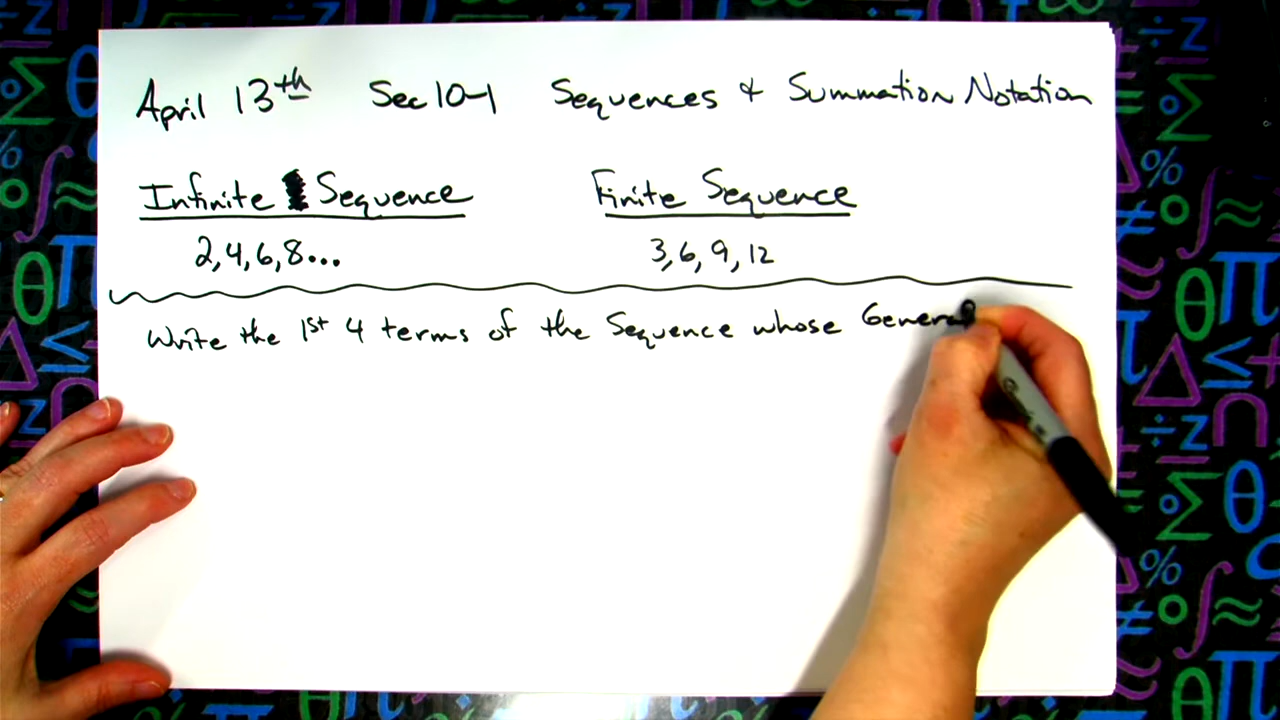 April 13th Sec 10-1 Sequences & Summation Notation
Infinite Sequence Finite Sequence
2,4,6,8... 3,6,9,12
Write the 1st 4 terms of the Sequence whose General